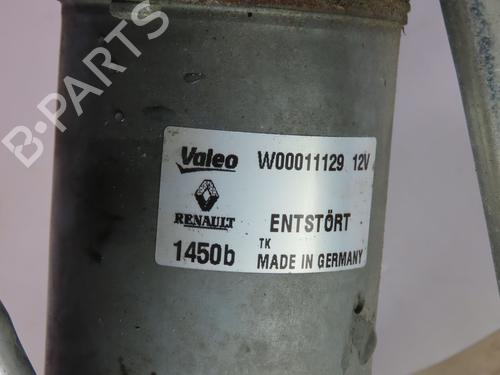 B-PARTS
Valeo W00011129 12V
RENAULT ENTSTÖRT
TK
1450b MADE IN GERMANY